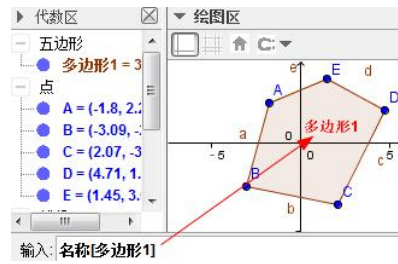 代数区
绘图区
五边形
多边形1 = 3
点
A = (-1.8, 2.2
B = (-3.09, -
C = (2.07, -3
D = (4.71, 1.
E = (1.45, 3.
e
E
d
A
D
多边形1
a
0
-5
0
5
c
B
C
b
输入: 名称[多边形1]